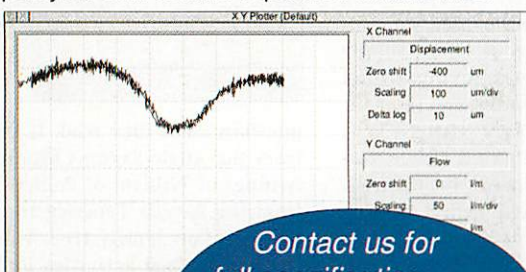 X Y Plotter (Default)
X Channel
Displacement
Zero shift -400 um
Scaling 100 um/div
Delta log 10 um
Y Channel
Flow
Zero shift 0 l/m
Scaling 50 l/m/div
l/m
Contact us for